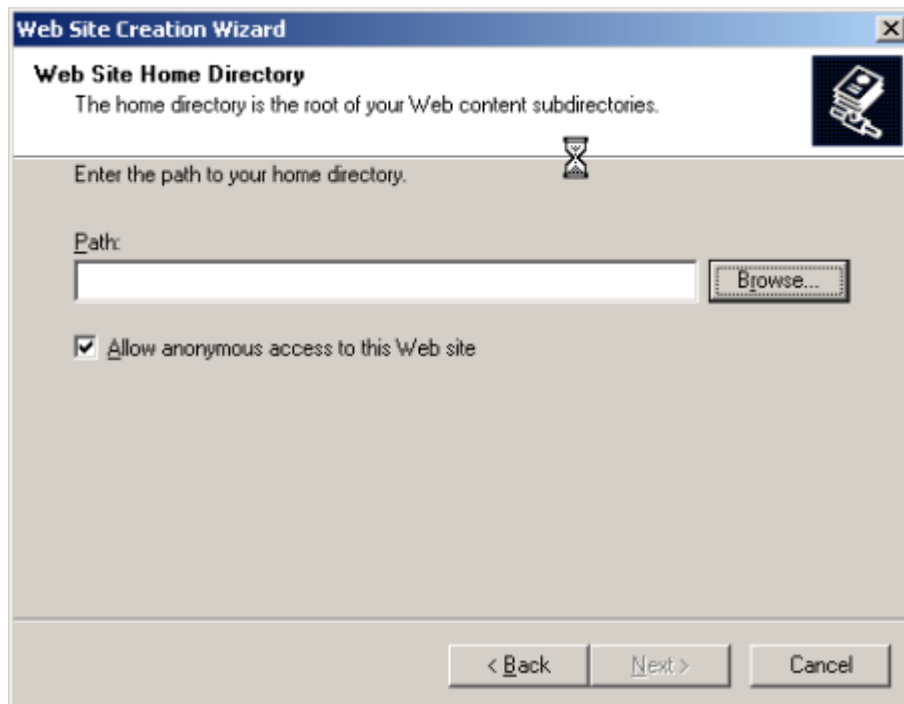 Web Site Creation Wizard
Web Site Home Directory
The home directory is the root of your Web content subdirectories.
Enter the path to your home directory.
Path:
Browse...
Allow anonymous access to this Web site
< Back Next > Cancel